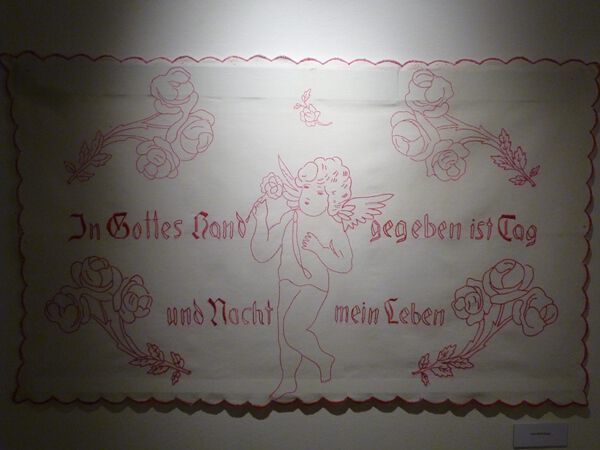 In Gottes Hand gegeben ist Tag
und Nacht mein Leben